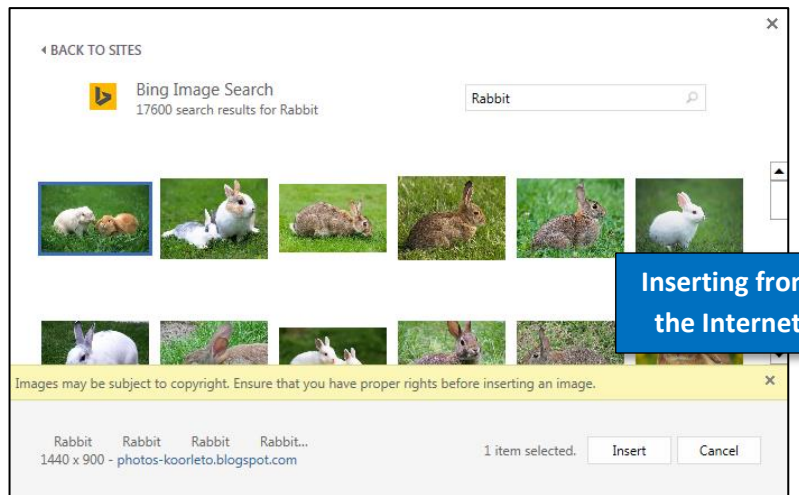 BACK TO SITES
Bing Image Search
17600 search results for Rabbit
Rabbit
Inserting from
the Internet
Images may be subject to copyright. Ensure that you have proper rights before inserting an image.
Rabbit Rabbit Rabbit Rabbit...
1440 x 900 - photos-koorleto.blogspot.com
1 item selected.
Insert
Cancel